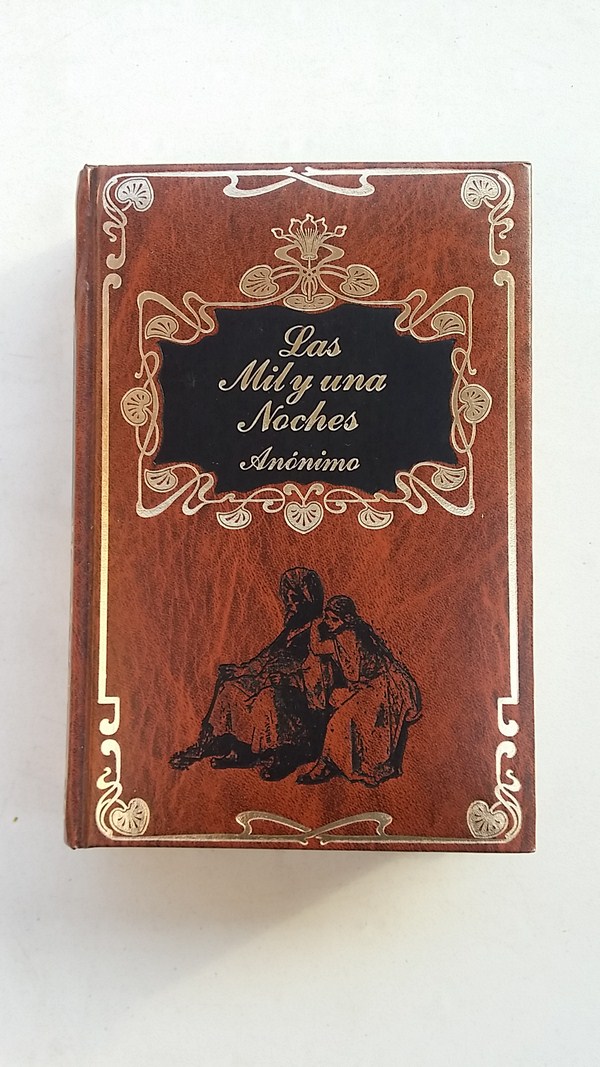 Las
Mil y una
Noches
Anónimo